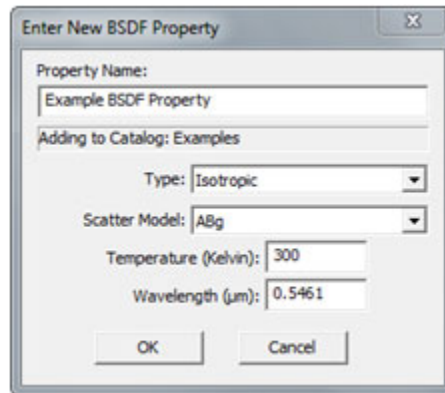 Enter New BSDF Property
Property Name:
Example BSDF Property
Adding to Catalog: Examples
Type: Isotropic
Scatter Model: ABg
Temperature (Kelvin): 300
Wavelength (µm): 0.5461
OK Cancel